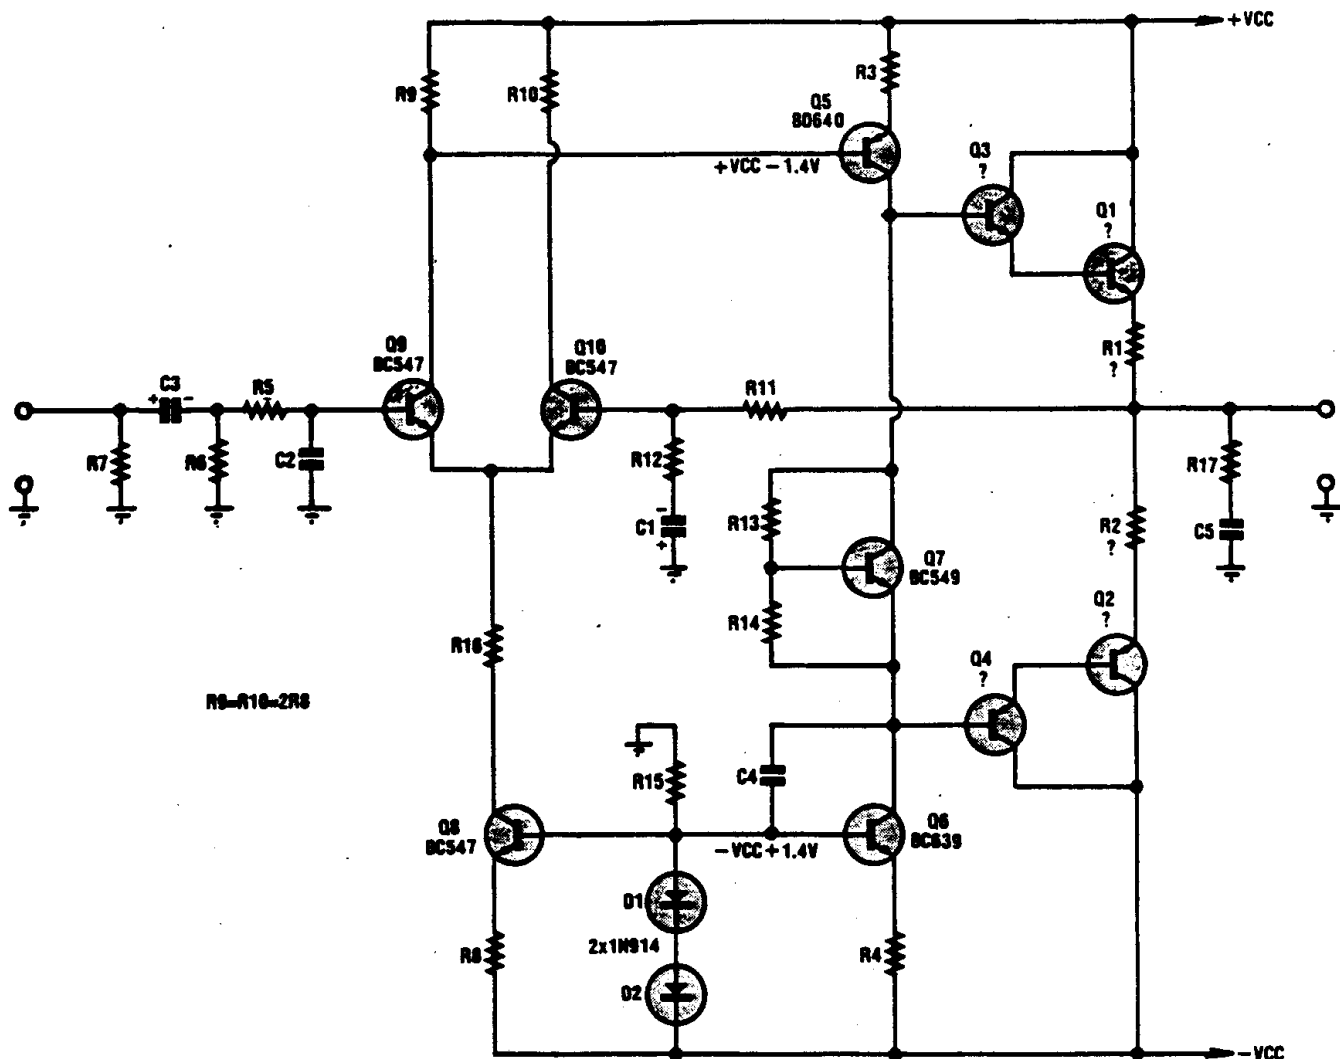 +VCC
R3
R9
R10
Q5
BD640
+VCC - 1.4V
Q3
?
Q1
?
R1
?
Q9
BC547
Q10
BC547
C3
+ -
R5
R11
R7
R6
C2
R12
R17
-
C1
+
R13
Q7
BC549
R2
?
C5
R14
Q2
?
R16
Q4
?
R9=R10=2R8
R15
C4
Q8
BC547
-VCC + 1.4V
Q6
BC639
D1
2x1N914
R8
R4
D2
-VCC